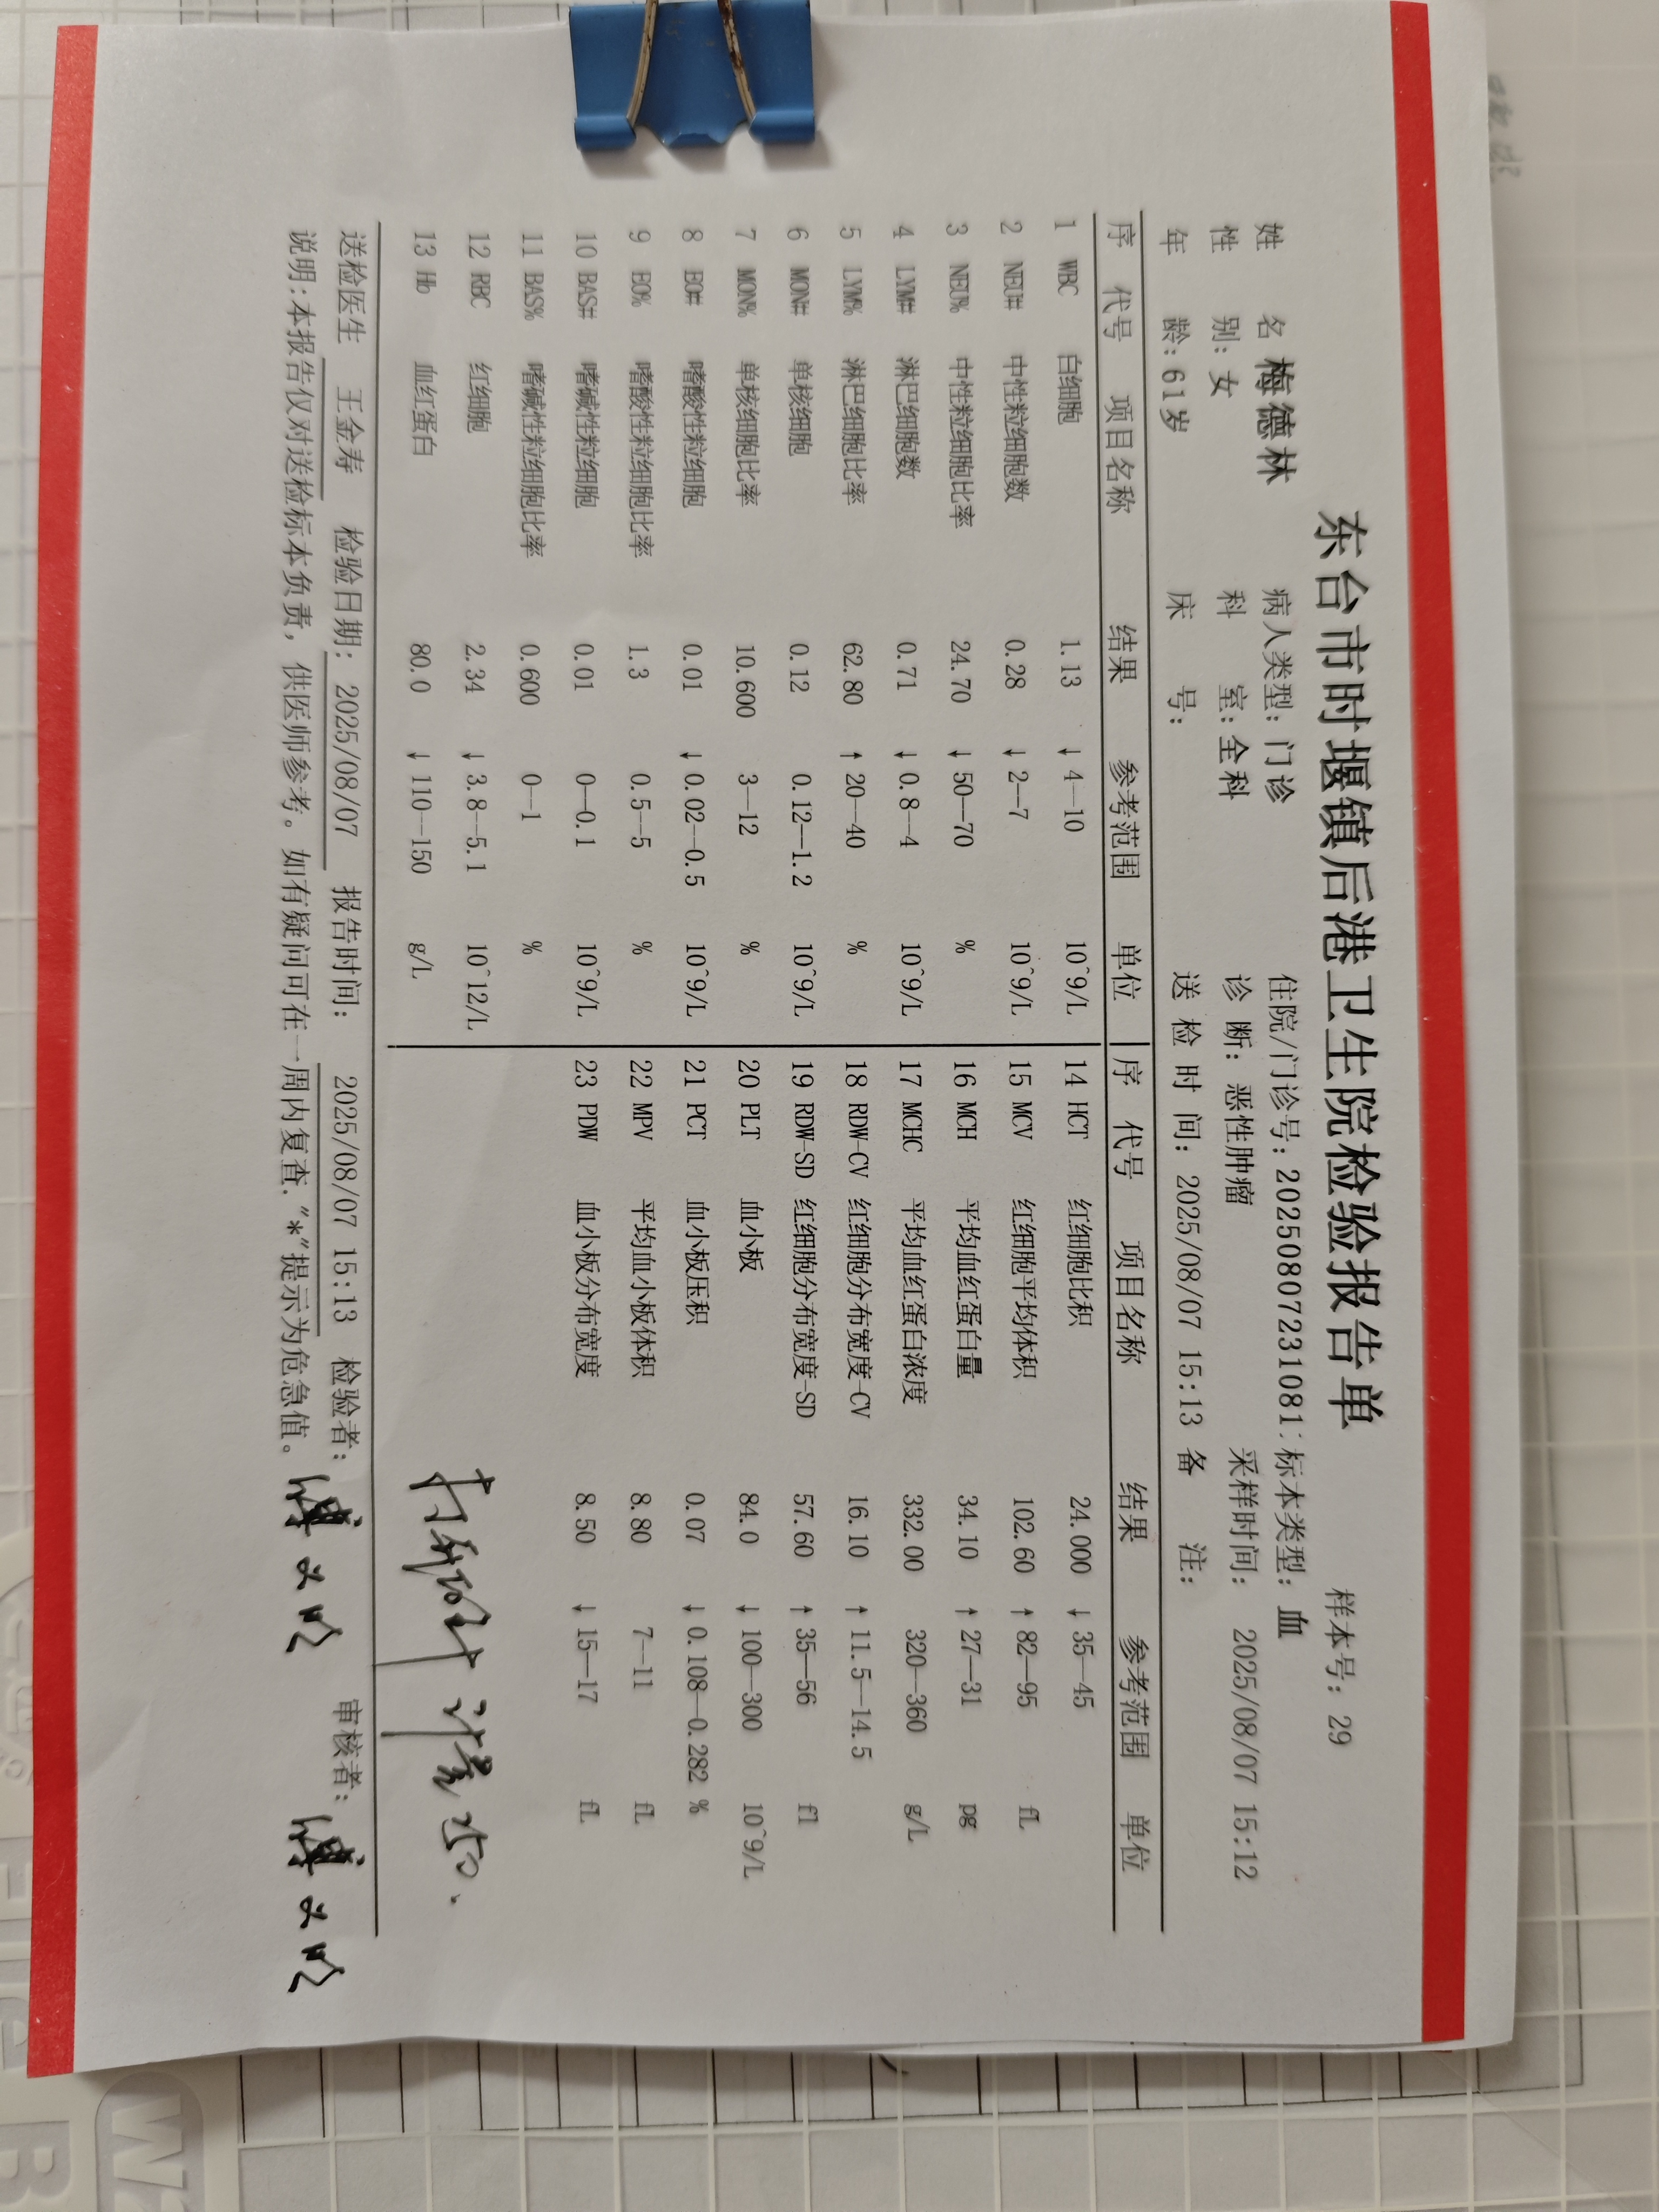 东台市时堰镇后港卫生院检验报告单
样本号: 29
姓 名 梅德林 病人类型: 门诊 住院/门诊号: 2025080723108１: 标本类型: 血
性 别: 女 科 室: 全科 诊 断: 恶性肿瘤 采样时间: 2025/08/07 15:12
年 龄: 61岁 床 号: 送 检 时 间: 2025/08/07 15:13 备 注:
序 代号 项目名称 结果 参考范围 单位 序 代号 项目名称 结果 参考范围 单位
1 WBC 白细胞 1.13 ↓ 4--10 10^9/L 14 HCT 红细胞比积 24.000 ↓ 35--45
2 NEU# 中性粒细胞数 0.28 ↓ 2--7 10^9/L 15 MCV 红细胞平均体积 102.60 ↑ 82--95 fL
3 NEU% 中性粒细胞比率 24.70 ↓ 50--70 % 16 MCH 平均血红蛋白量 34.10 ↑ 27--31 pg
4 LYM# 淋巴细胞数 0.71 ↓ 0.8--4 10^9/L 17 MCHC 平均血红蛋白浓度 332.00 320--360 g/L
5 LYM% 淋巴细胞比率 62.80 ↑ 20--40 % 18 RDW-CV 红细胞分布宽度-CV 16.10 ↑ 11.5--14.5
6 MON# 单核细胞 0.12 0.12--1.2 10^9/L 19 RDW-SD 红细胞分布宽度-SD 57.60 ↑ 35--56 fl
7 MON% 单核细胞比率 10.600 3--12 % 20 PLT 血小板 84.0 ↓ 100--300 10^9/L
8 EO# 嗜酸性粒细胞 0.01 ↓ 0.02--0.5 10^9/L 21 PCT 血小板压积 0.07 ↓ 0.108--0.282 %
9 EO% 嗜酸性粒细胞比率 1.3 0.5--5 % 22 MPV 平均血小板体积 8.80 7--11 fL
10 BAS# 嗜碱性粒细胞 0.01 0--0.1 10^9/L 23 PDW 血小板分布宽度 8.50 ↓ 15--17 fL
11 BAS% 嗜碱性粒细胞比率 0.600 0--1 %
12 RBC 红细胞 2.34 ↓ 3.8--5.1 10^12/L
13 Hb 血红蛋白 80.0 ↓ 110--150 g/L
送检医生 王金寿 检验日期: 2025/08/07 报告时间: 2025/08/07 15:13 检验者: 审核者:
说明:本报告仅对送检标本负责, 供医师参考。如有疑问可在一周内复查."*"提示为危急值。